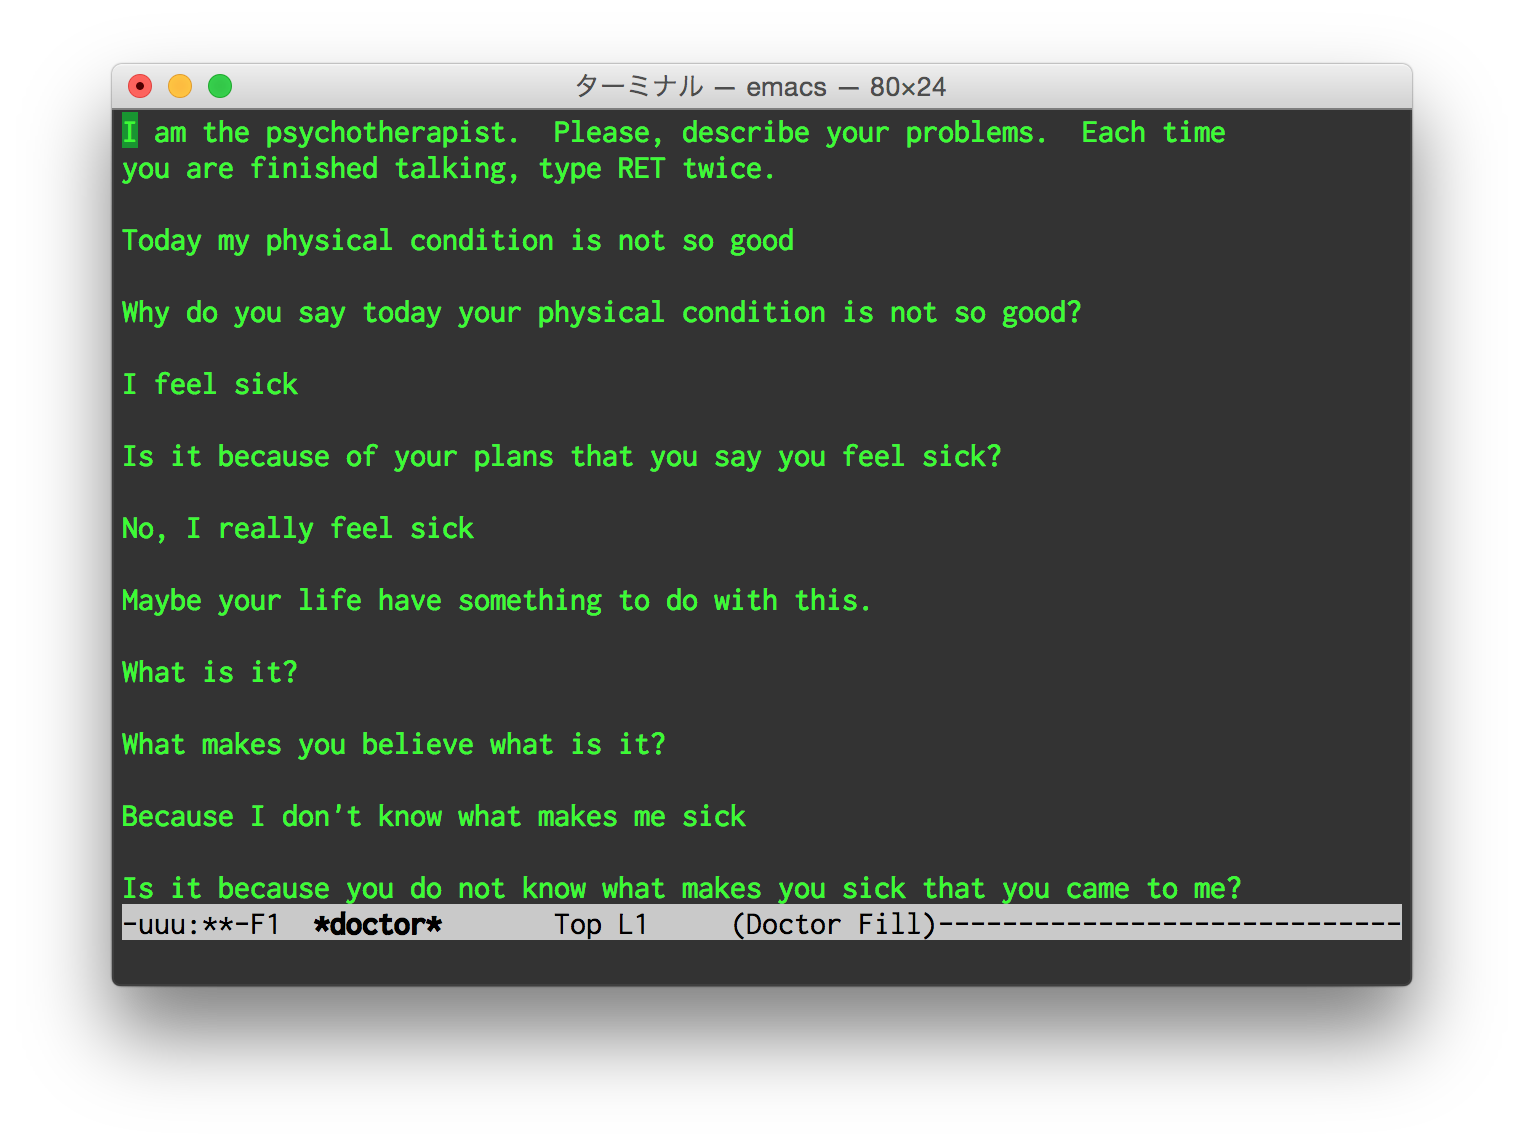 ターミナル — emacs — 80×24
I am the psychotherapist.  Please, describe your problems.  Each time
you are finished talking, type RET twice.
Today my physical condition is not so good
Why do you say today your physical condition is not so good?
I feel sick
Is it because of your plans that you say you feel sick?
No, I really feel sick
Maybe your life have something to do with this.
What is it?
What makes you believe what is it?
Because I don't know what makes me sick
Is it because you do not know what makes you sick that you came to me?
-uuu:**-F1  *doctor*       Top L1     (Doctor Fill)-----------------------------